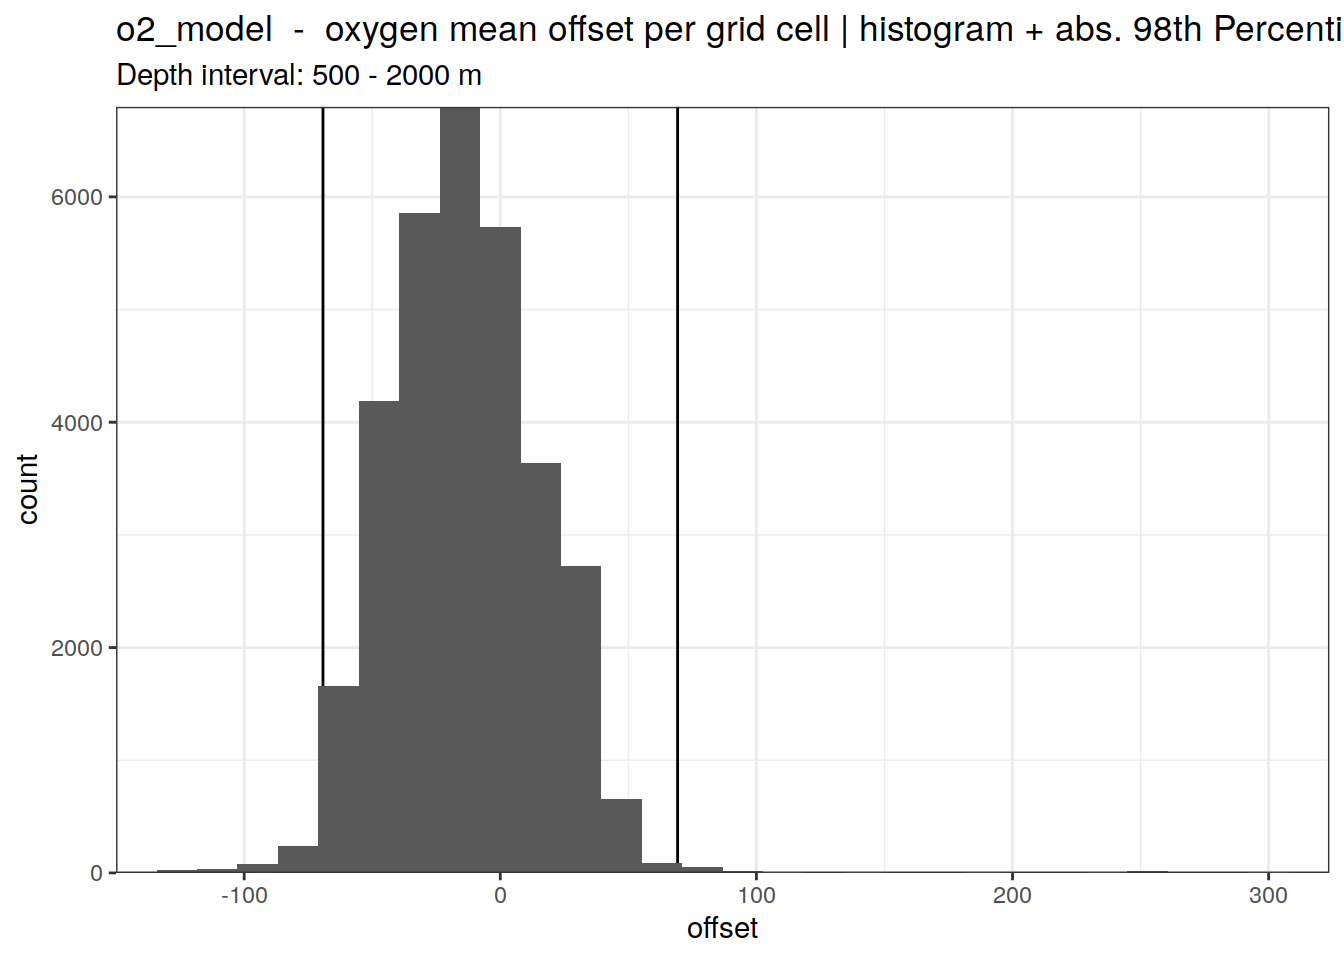 o2_model  -  oxygen mean offset per grid cell | histogram + abs. 98th Percenti
Depth interval: 500 - 2000 m
6000
4000
2000
0
count
-100 0 100 200 300
offset